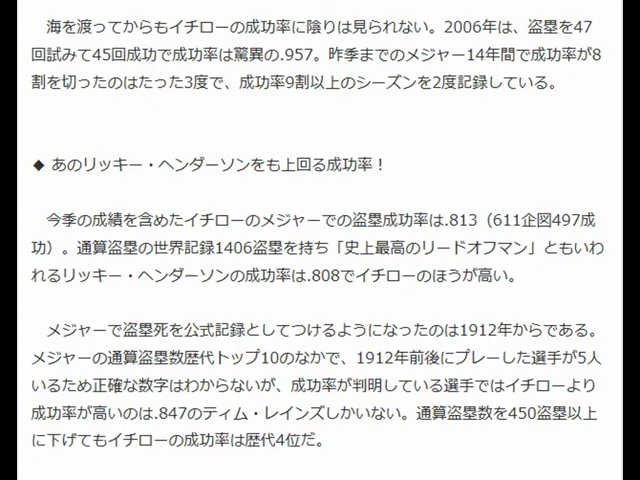 海を渡ってからもイチローの成功率に陰りは見られない。2006年は、盗塁を47
回試みて45回成功で成功率は驚異の.957。昨季までのメジャー14年間で成功率が8
割を切ったのはたった3度で、成功率9割以上のシーズンを2度記録している。
◆ あのリッキー・ヘンダーソンをも上回る成功率！
今季の成績を含めたイチローのメジャーでの盗塁成功率は.813（611企図497成
功）。通算盗塁の世界記録1406盗塁を持ち「史上最高のリードオフマン」ともいわ
れるリッキー・ヘンダーソンの成功率は.808でイチローのほうが高い。
メジャーで盗塁死を公式記録としてつけるようになったのは1912年からである。
メジャーの通算盗塁数歴代トップ10のなかで、1912年前後にプレーした選手が5人
いるため正確な数字はわからないが、成功率が判明している選手ではイチローより
成功率が高いのは.847のティム・レインズしかいない。通算盗塁数を450盗塁以上
に下げてもイチローの成功率は歴代4位だ。